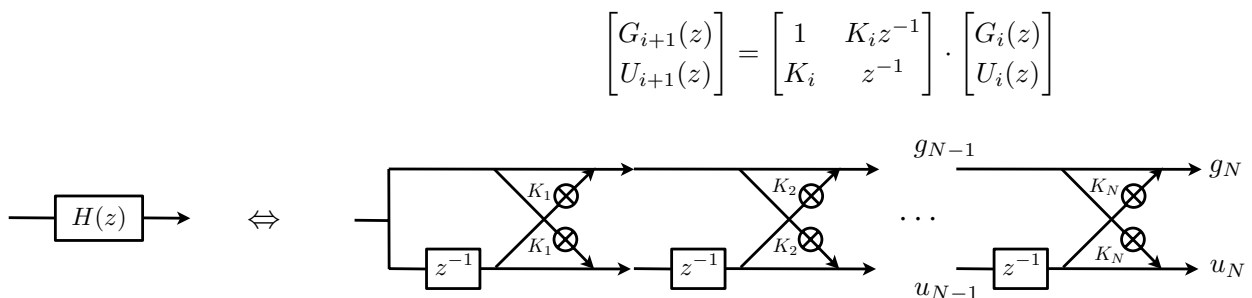 [G_{i+1}(z) U_{i+1}(z)] = [1 K_i z^{-1} K_i z^{-1}] · [G_i(z) U_i(z)]
g_{N-1} g_N
K_1 K_2 K_N
H(z) ⇔ ⋯
K_1 K_2 K_N
z^{-1} z^{-1} z^{-1} u_N
u_{N-1}